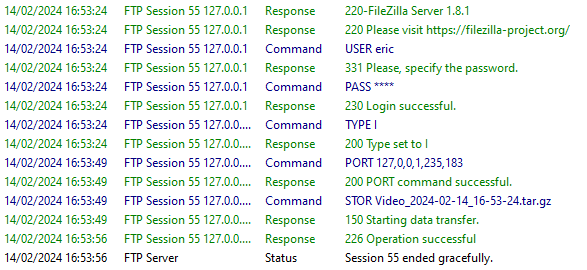 14/02/2024 16:53:24 FTP Session 55 127.0.0.1 Response 220-FileZilla Server 1.8.1
14/02/2024 16:53:24 FTP Session 55 127.0.0.1 Response 220 Please visit https://filezilla-project.org/
14/02/2024 16:53:24 FTP Session 55 127.0.0.1 Command USER eric
14/02/2024 16:53:24 FTP Session 55 127.0.0.1 Response 331 Please, specify the password.
14/02/2024 16:53:24 FTP Session 55 127.0.0.1 Command PASS ****
14/02/2024 16:53:24 FTP Session 55 127.0.0.1 Response 230 Login successful.
14/02/2024 16:53:24 FTP Session 55 127.0.0.... Command TYPE I
14/02/2024 16:53:24 FTP Session 55 127.0.0.... Response 200 Type set to I
14/02/2024 16:53:49 FTP Session 55 127.0.0.... Command PORT 127,0,0,1,235,183
14/02/2024 16:53:49 FTP Session 55 127.0.0.... Response 200 PORT command successful.
14/02/2024 16:53:49 FTP Session 55 127.0.0.... Command STOR Video_2024-02-14_16-53-24.tar.gz
14/02/2024 16:53:49 FTP Session 55 127.0.0.... Response 150 Starting data transfer.
14/02/2024 16:53:56 FTP Session 55 127.0.0.... Response 226 Operation successful
14/02/2024 16:53:56 FTP Server Status Session 55 ended gracefully.